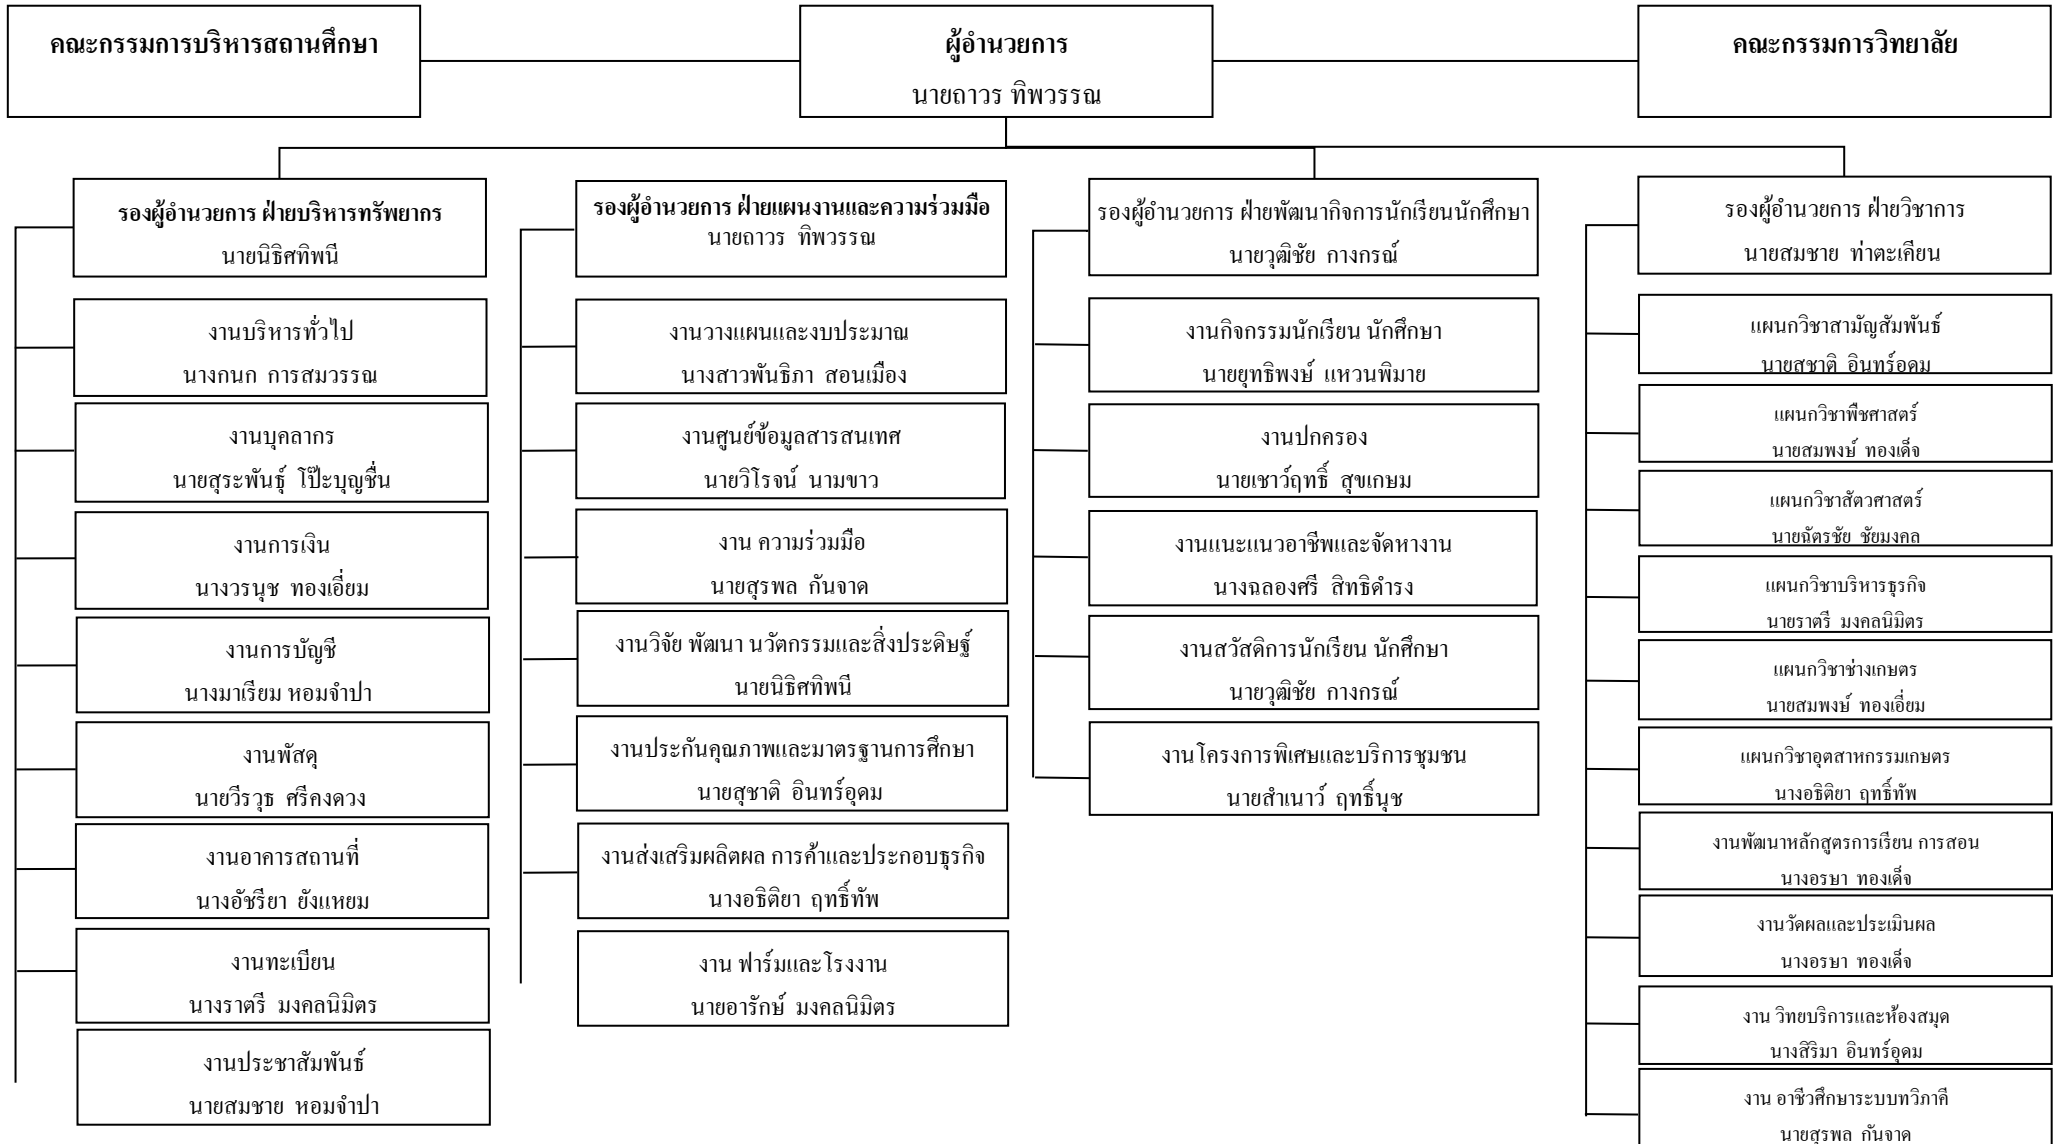 คณะกรรมการบริหารสถานศึกษา
ผู้อำนวยการ
นายถาวร ทิพวรรณ
คณะกรรมการวิทยาลัย
รองผู้อำนวยการ ฝ่ายบริหารทรัพยากร
นายนิธิศทิพนี
งานบริหารทั่วไป
นางกนก การสมวรรณ
งานบุคลากร
นายสุระพันธุ์ โป๊ะบุญชื่น
งานการเงิน
นางวรนุช ทองเอี่ยม
งานการบัญชี
นางมาเรียม หอมจำปา
งานพัสดุ
นายวีรวุธ ศรีคงดวง
งานอาคารสถานที่
นางอัชรียา ยังแหยม
งานทะเบียน
นางราตรี มงคลนิมิตร
งานประชาสัมพันธ์
นายสมชาย หอมจำปา
รองผู้อำนวยการ ฝ่ายแผนงานและความร่วมมือ
นายถาวร ทิพวรรณ
งานวางแผนและงบประมาณ
นางสาวพันธิภา สอนเมือง
งานศูนย์ข้อมูลสารสนเทศ
นายวิโรจน์ นามขาว
งาน ความร่วมมือ
นายสุรพล กันจาด
งานวิจัย พัฒนา นวัตกรรมและสิ่งประดิษฐ์
นายนิธิศทิพนี
งานประกันคุณภาพและมาตรฐานการศึกษา
นายสุชาติ อินทร์อุดม
งานส่งเสริมผลิตผล การค้าและประกอบธุรกิจ
นางอธิติยา ฤทธิ์ทัพ
งาน ฟาร์มและโรงงาน
นายอารักษ์ มงคลนิมิตร
รองผู้อำนวยการ ฝ่ายพัฒนากิจการนักเรียนนักศึกษา
นายวุฒิชัย กางกรณ์
งานกิจกรรมนักเรียน นักศึกษา
นายยุทธิพงษ์ แหวนพิมาย
งานปกครอง
นายเชาว์ฤทธิ์ สุขเกษม
งานแนะแนวอาชีพและจัดหางาน
นางฉลองศรี สิทธิดำรง
งานสวัสดิการนักเรียน นักศึกษา
นายวุฒิชัย กางกรณ์
งานโครงการพิเศษและบริการชุมชน
นายสำเนาว์ ฤทธิ์นุช
รองผู้อำนวยการ ฝ่ายวิชาการ
นายสมชาย ท่าตะเคียน
แผนกวิชาสามัญสัมพันธ์
นายสุชาติ อินทร์อุดม
แผนกวิชาพืชศาสตร์
นายสมพงษ์ ทองเด็จ
แผนกวิชาสัตวศาสตร์
นายฉัตรชัย ชัยมงคล
แผนกวิชาบริหารธุรกิจ
นายราตรี มงคลนิมิตร
แผนกวิชาช่างเกษตร
นายสมพงษ์ ทองเอี่ยม
แผนกวิชาอุตสาหกรรมเกษตร
นางอธิติยา ฤทธิ์ทัพ
งานพัฒนาหลักสูตรการเรียน การสอน
นางอรษา ทองเด็จ
งานวัดผลและประเมินผล
นางอรษา ทองเด็จ
งาน วิทยบริการและห้องสมุด
นางสิริมา อินทร์อุดม
งาน อาชีวศึกษาระบบทวิภาคี
นายสุรพล กันจาด